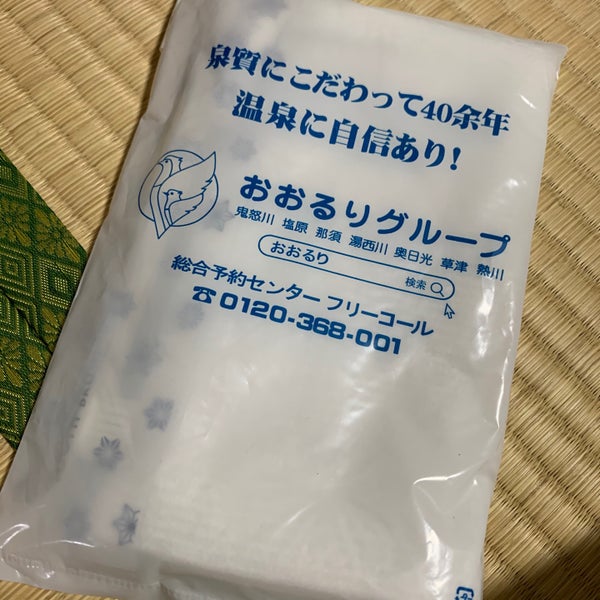 泉質にこだわって40余年
温泉に自信あり!
おおるりグループ
鬼怒川 塩原 那須 湯西川 奥日光 草津 熱川
おおるり 検索
総合予約センター フリーコール
☎0120-368-001
プラ